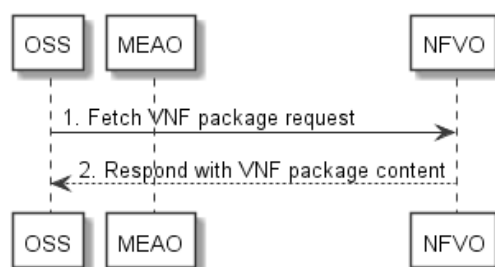 OSS MEAO NFVO
1. Fetch VNF package request
2. Respond with VNF package content
OSS MEAO NFVO